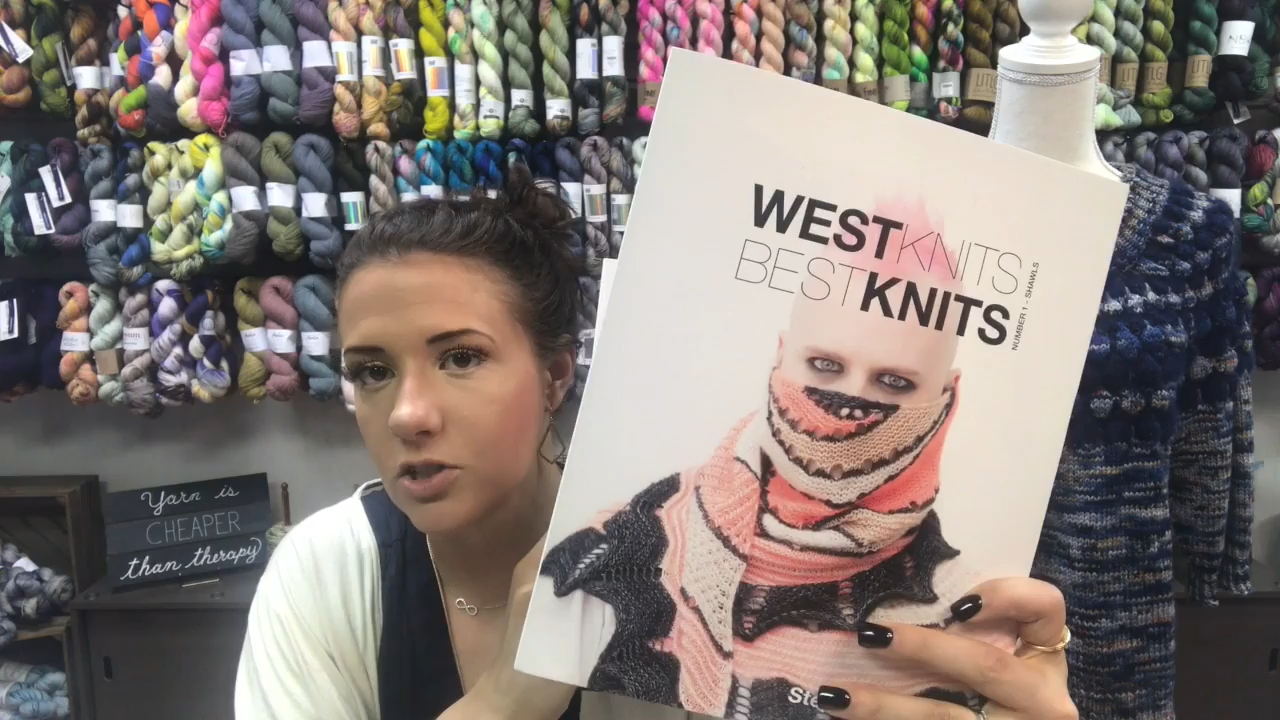 WESTKNITS
BESTKNITS
NUMBER 1 - SHAWLS
Yarn is
CHEAPER
than therapy